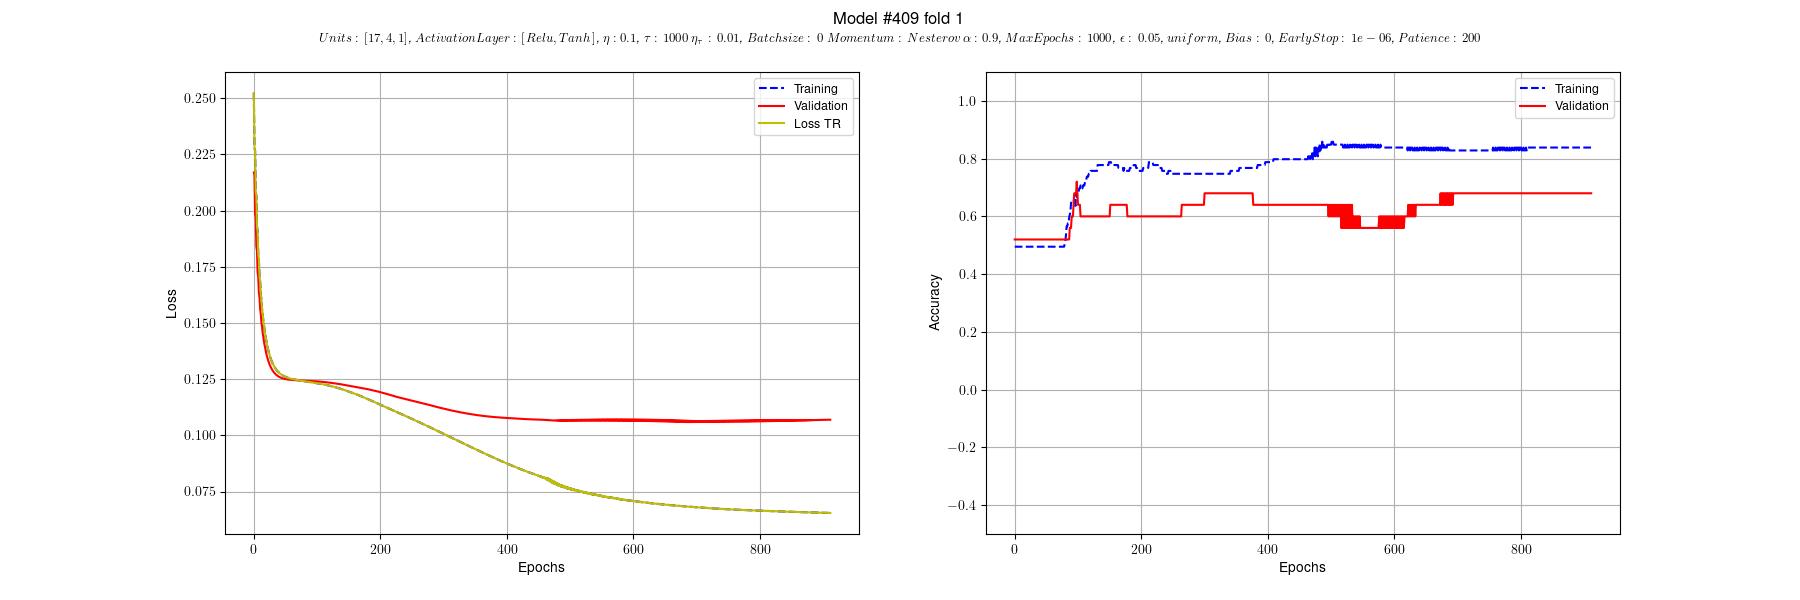 Model #409 fold 1
Units : [17, 4, 1], ActivationLayer : [Relu, Tanh], η : 0.1, τ : 1000 ητ : 0.01, Batchsize : 0 Momentum : Nesterov α : 0.9, MaxEpochs : 1000, ϵ : 0.05, uniform, Bias : 0, EarlyStop : 1e − 06, Patience : 200
Training
Validation
Loss TR
0.250
0.225
0.200
0.175
0.150
0.125
0.100
0.075
Loss
0 200 400 600 800
Epochs
Training
Validation
1.0
0.8
0.6
0.4
0.2
0.0
−0.2
−0.4
Accuracy
0 200 400 600 800
Epochs